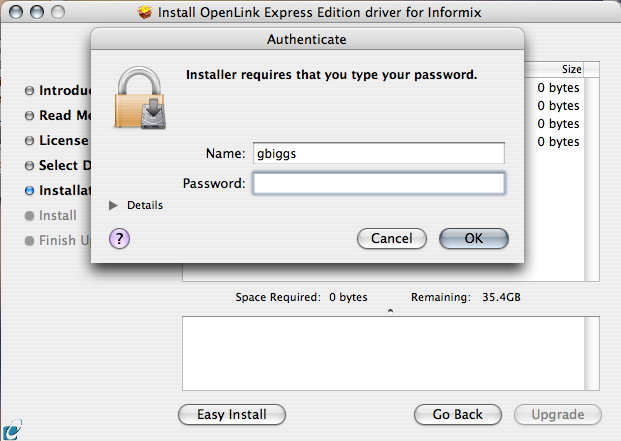 Install OpenLink Express Edition driver for Informix
Authenticate
Installer requires that you type your password.
Name: gbiggs
Password:
Details
?
Cancel
OK
Size
0 bytes
0 bytes
0 bytes
0 bytes
Introdu
Read Me
License
Select D
Installat
Install
Finish U
Space Required: 0 bytes Remaining: 35.4GB
Easy Install
Go Back
Upgrade